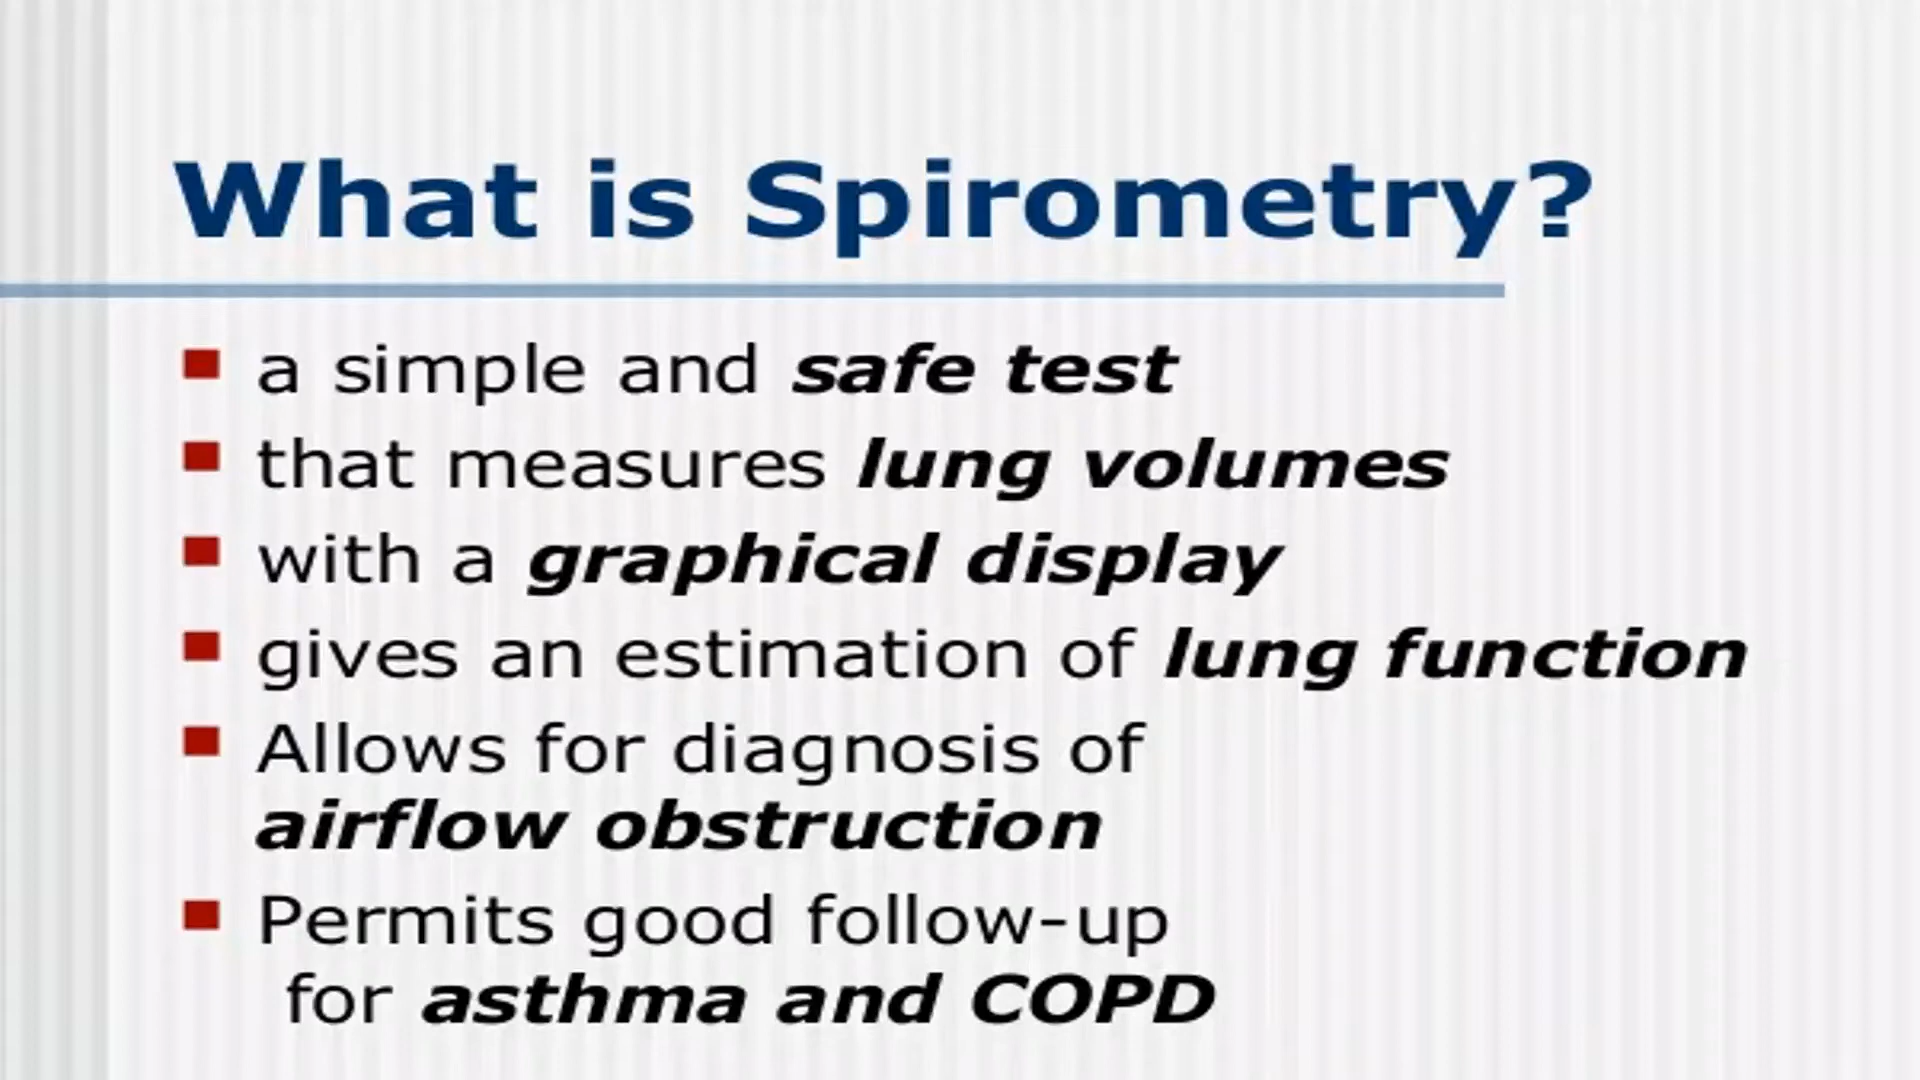 What is Spirometry?
a simple and safe test
that measures lung volumes
with a graphical display
gives an estimation of lung function
Allows for diagnosis of
airflow obstruction
Permits good follow-up
for asthma and COPD